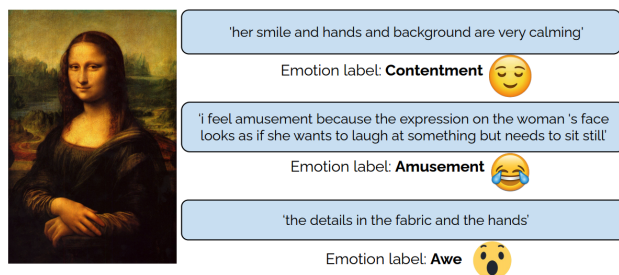 'her smile and hands and background are very calming'
Emotion label: Contentment
'i feel amusement because the expression on the woman 's face
looks as if she wants to laugh at something but needs to sit still'
Emotion label: Amusement
'the details in the fabric and the hands'
Emotion label: Awe